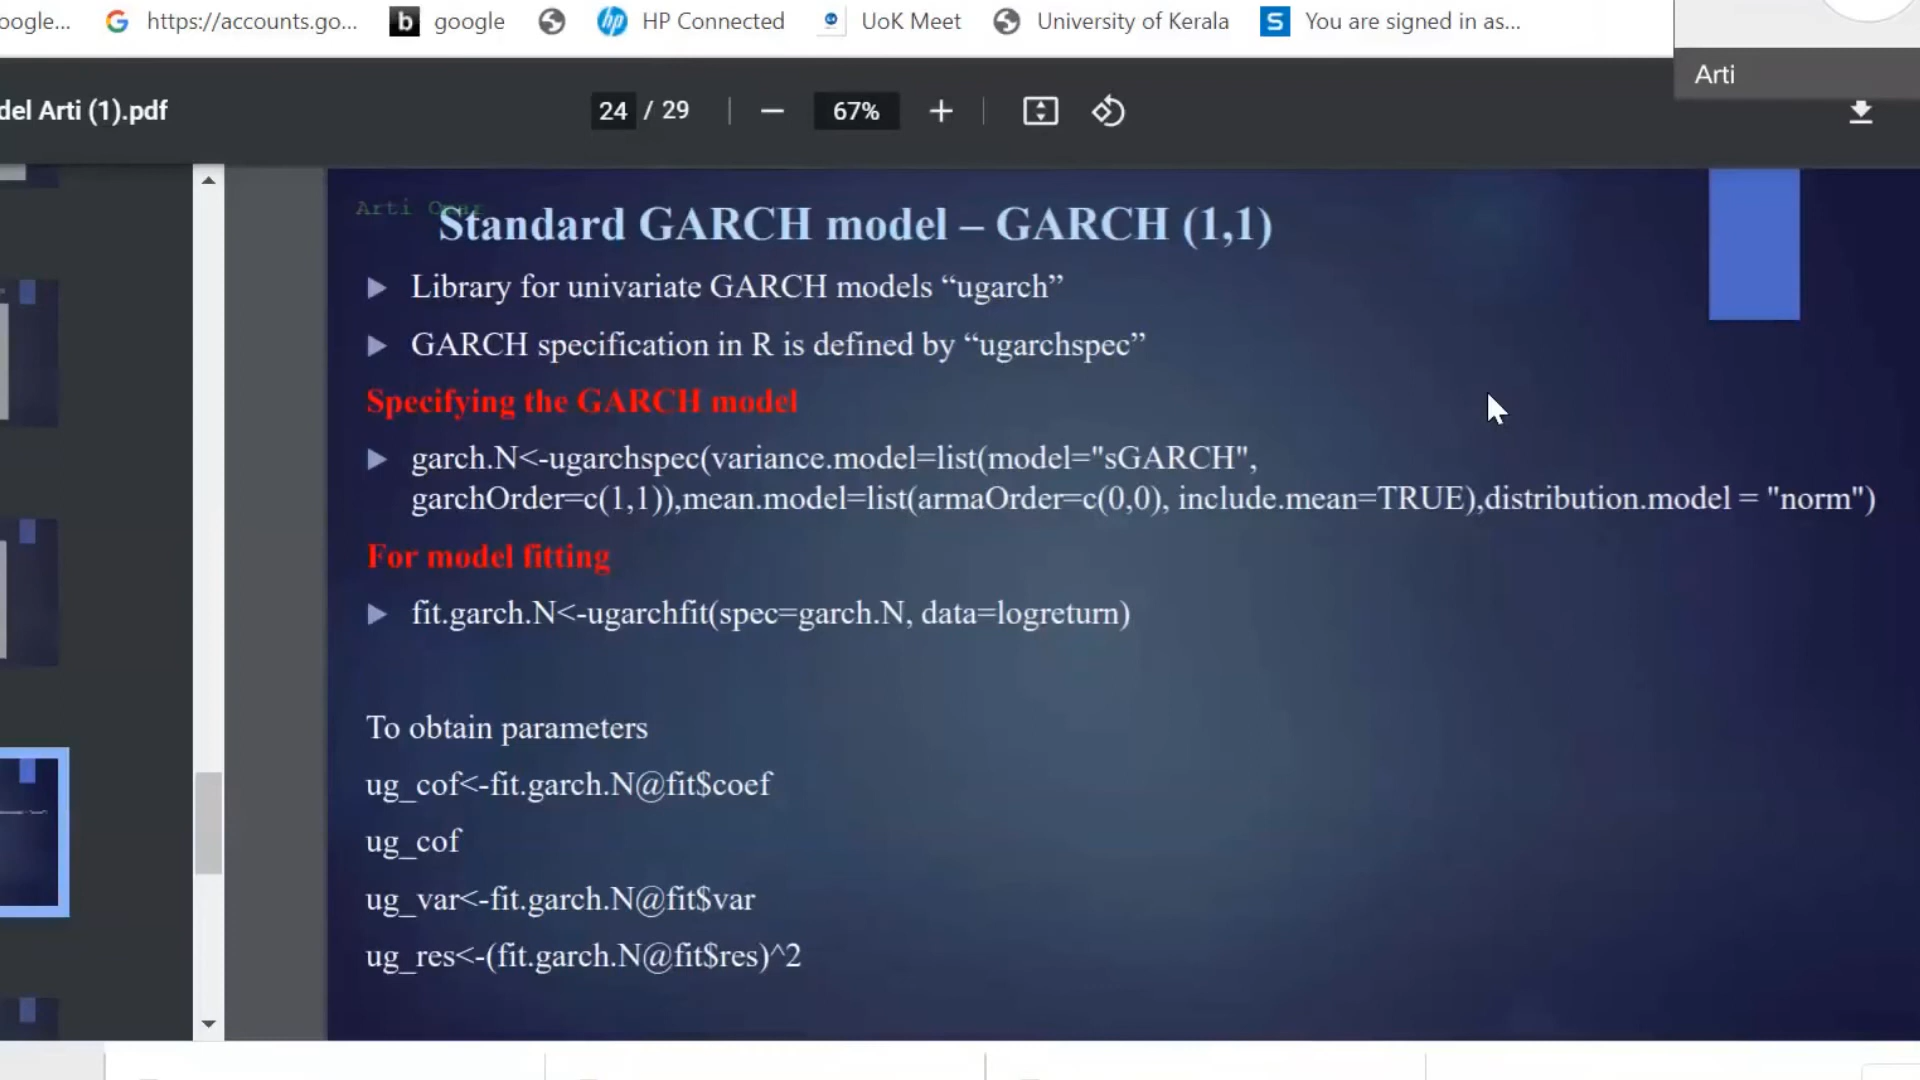 oogle...
https://accounts.go...
b google
hp HP Connected
UoK Meet
University of Kerala
S You are signed in as...
Arti
del Arti (1).pdf
24 / 29
67%
Standard GARCH model – GARCH (1,1)
Library for univariate GARCH models “ugarch”
GARCH specification in R is defined by “ugarchspec”
Specifying the GARCH model
garch.N<-ugarchspec(variance.model=list(model="sGARCH",
garchOrder=c(1,1)),mean.model=list(armaOrder=c(0,0), include.mean=TRUE),distribution.model = "norm")
For model fitting
fit.garch.N<-ugarchfit(spec=garch.N, data=logreturn)
To obtain parameters
ug_cof<-fit.garch.N@fit$coef
ug_cof
ug_var<-fit.garch.N@fit$var
ug_res<-(fit.garch.N@fit$res)^2